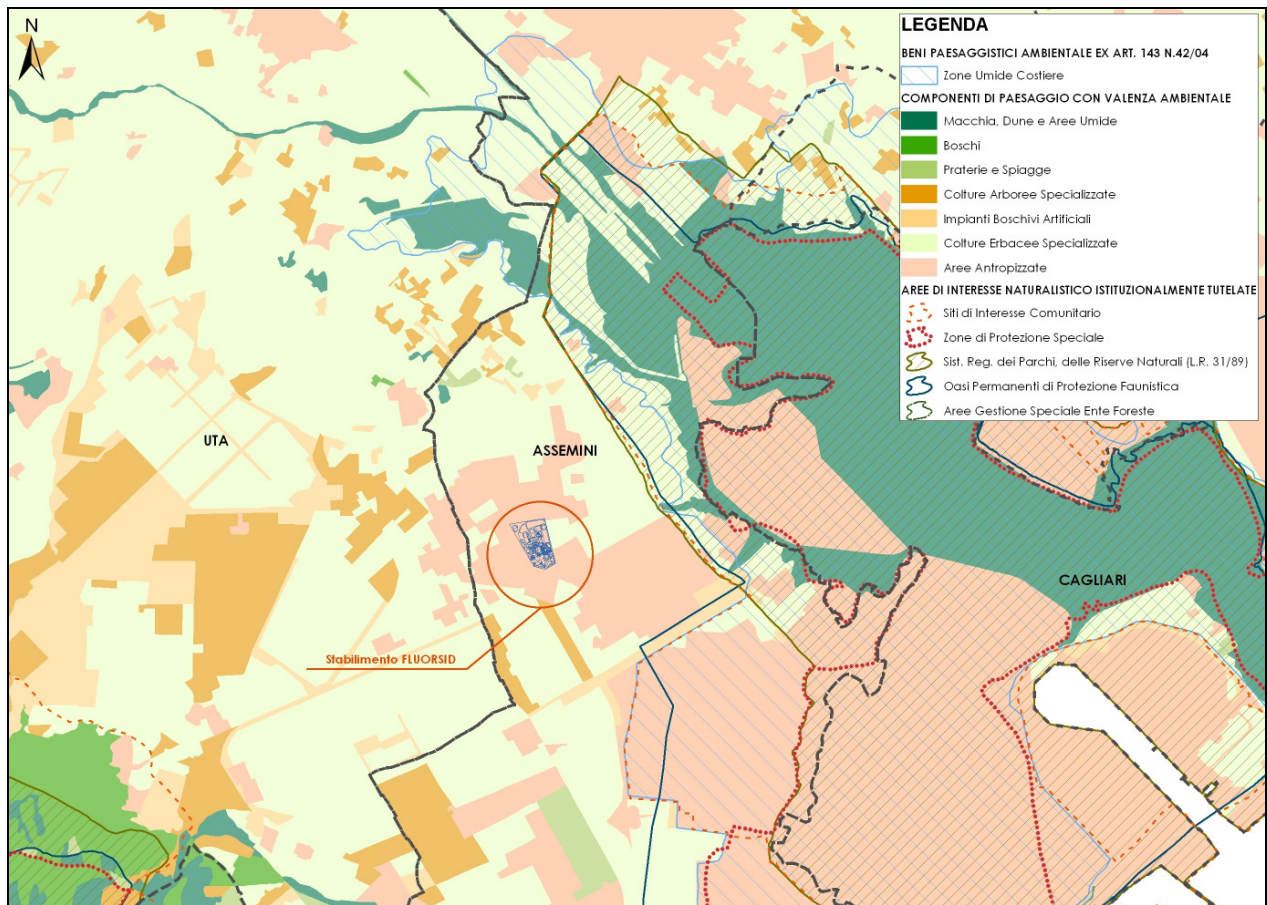 N
LEGENDA
BENI PAESAGGISTICI AMBIENTALE EX ART. 143 N.42/04
Zone Umide Costiere
COMPONENTI DI PAESAGGIO CON VALENZA AMBIENTALE
Macchia, Dune e Aree Umide
Boschi
Praterie e Spiagge
Colture Arboree Specializzate
Impianti Boschivi Artificiali
Colture Erbacee Specializzate
Aree Antropizzate
AREE DI INTERESSE NATURALISTICO ISTITUZIONALMENTE TUTELATE
Siti di Interesse Comunitario
Zone di Protezione Speciale
Sist. Reg. dei Parchi, delle Riserve Naturali (L.R. 31/89)
Oasi Permanenti di Protezione Faunistica
Aree Gestione Speciale Ente Foreste
UTA
ASSEMINI
CAGLIARI
Stabilimento FLUORSID